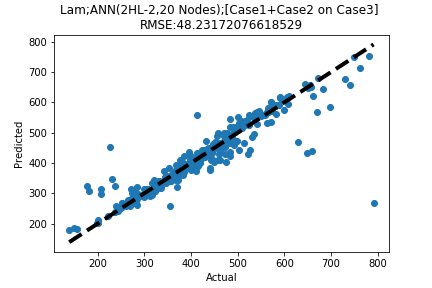 Lam;ANN(2HL-2,20 Nodes);[Case1+Case2 on Case3]
RMSE:48.23172076618529
800
700
600
500
400
300
200
Predicted
200 300 400 500 600 700 800
Actual